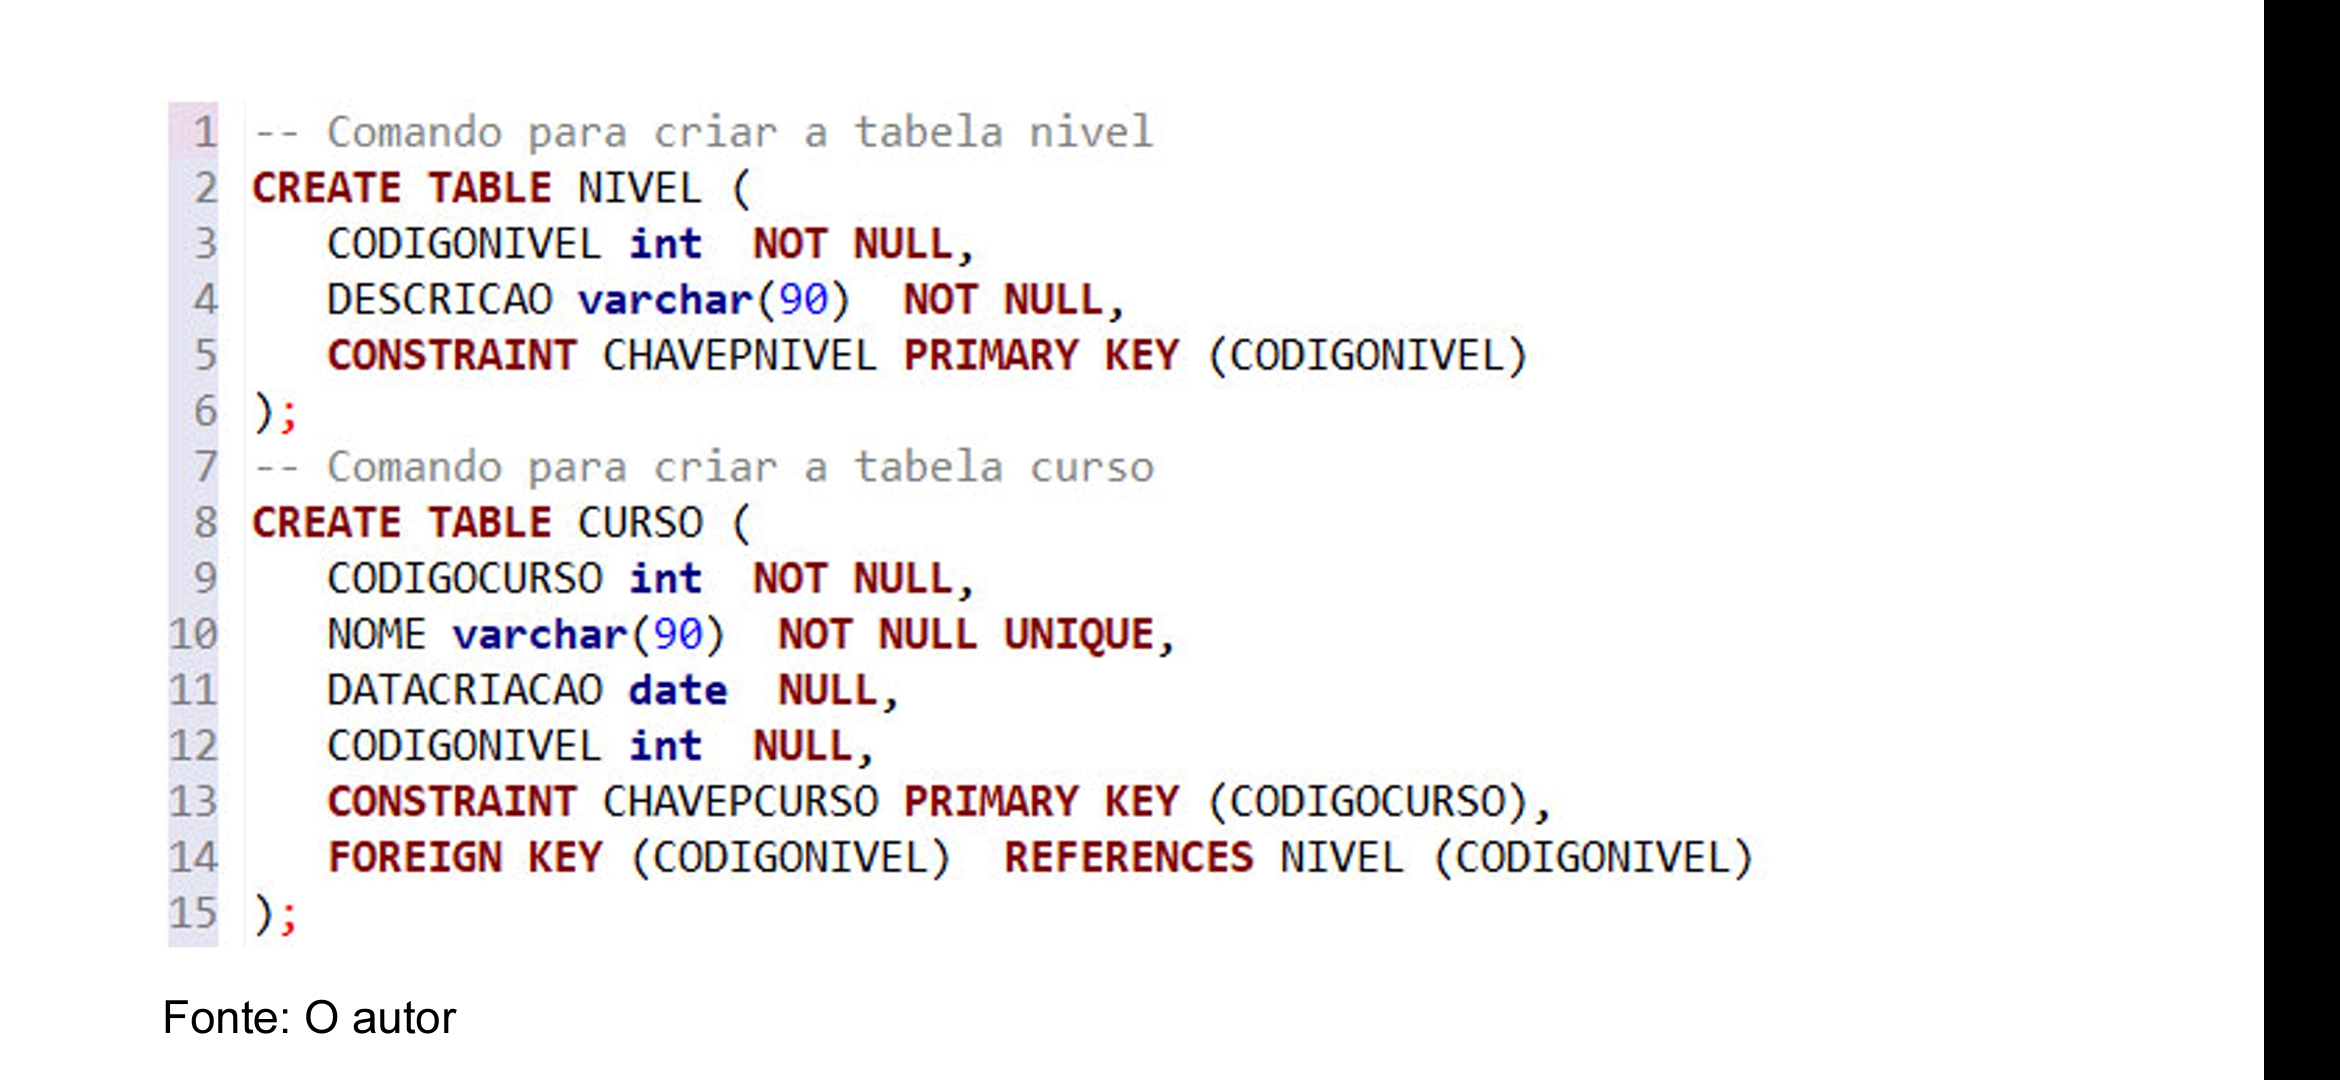 1 -- Comando para criar a tabela nivel
2 CREATE TABLE NIVEL (
3 CODIGONIVEL int NOT NULL,
4 DESCRICAO varchar(90) NOT NULL,
5 CONSTRAINT CHAVEPNIVEL PRIMARY KEY (CODIGONIVEL)
6 );
7 -- Comando para criar a tabela curso
8 CREATE TABLE CURSO (
9 CODIGOCURSO int NOT NULL,
10 NOME varchar(90) NOT NULL UNIQUE,
11 DATACRIACAO date NULL,
12 CODIGONIVEL int NULL,
13 CONSTRAINT CHAVEPCURSO PRIMARY KEY (CODIGOCURSO),
14 FOREIGN KEY (CODIGONIVEL) REFERENCES NIVEL (CODIGONIVEL)
15 );
Fonte: O autor